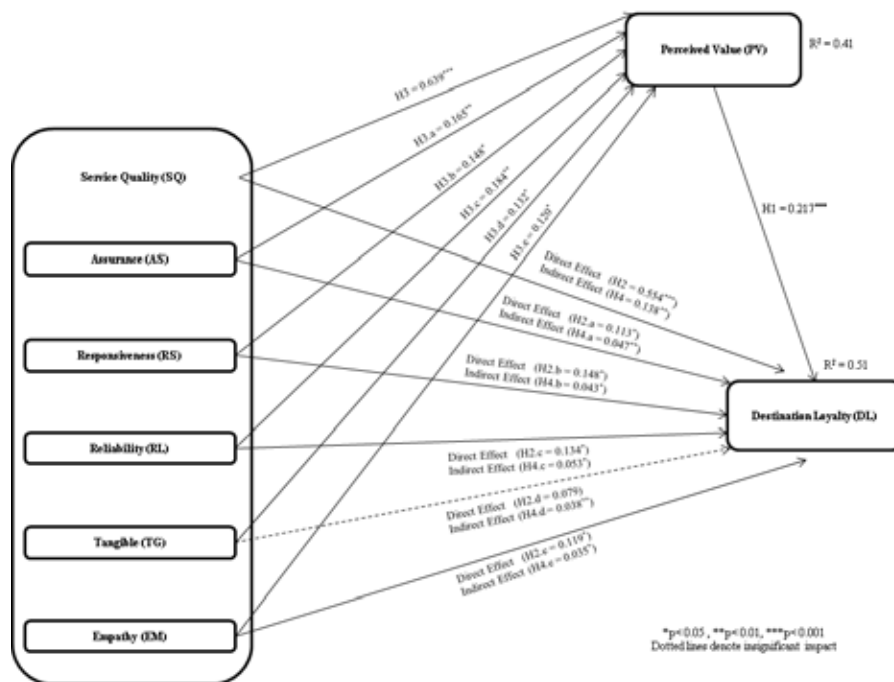 Perceived Value (PV)
R² = 0.41
H3 = 0.639***
H3.a = 0.165**
H3.b = 0.148*
H3.c = 0.184**
H3.d = 0.132*
H3.e = 0.120*
Service Quality (SQ)
H1 = 0.217***
Assurance (AS)
Direct Effect (H2 = 0.554***)
Indirect Effect (H4 = 0.138**)
Direct Effect (H2.a = 0.113*)
Indirect Effect (H4.a = 0.047**)
Responsiveness (RS)
Direct Effect (H2.b = 0.148*)
Indirect Effect (H4.b = 0.043*)
R² = 0.51
Destination Loyalty (DL)
Reliability (RL)
Direct Effect (H2.c = 0.134*)
Indirect Effect (H4.c = 0.053*)
Tangible (TG)
Direct Effect (H2.d = 0.079)
Indirect Effect (H4.d = 0.038**)
Direct Effect (H2.e = 0.119*)
Indirect Effect (H4.e = 0.035*)
Empathy (EM)
*p<0.05 , **p<0.01, ***p<0.001
Dotted lines denote insignificant impact